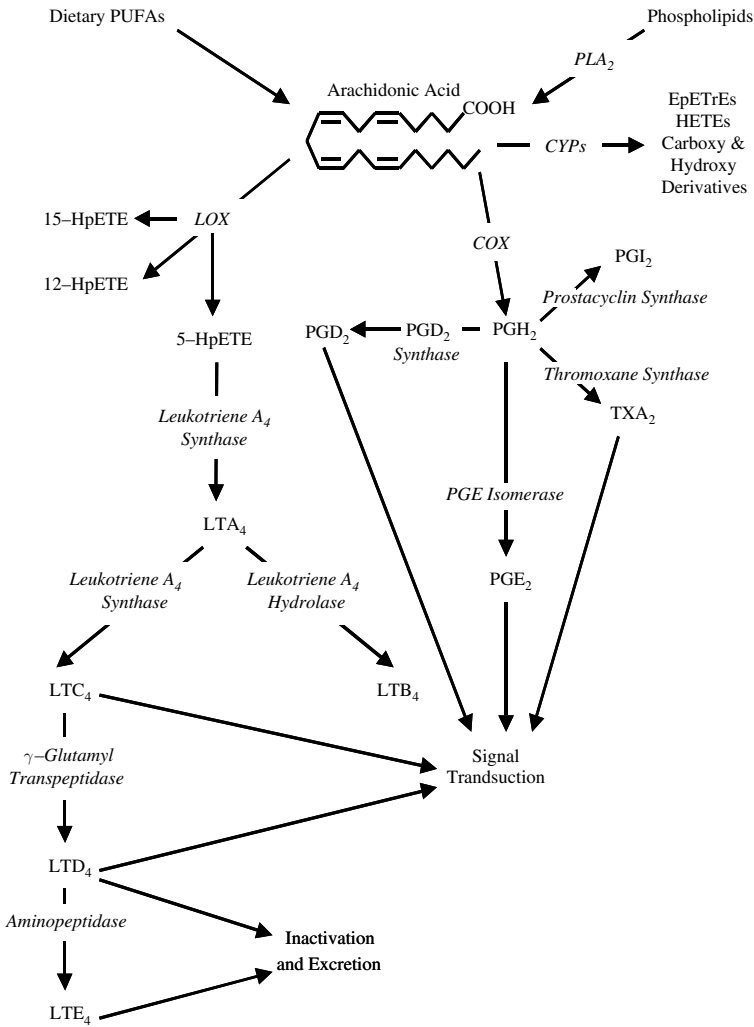 Dietary PUFAs
Phospholipids
PLA₂
Arachidonic Acid
COOH
EpETrEs
HETEs
Carboxy &
Hydroxy
Derivatives
CYPs
15–HpETE
LOX
12–HpETE
COX
PGI₂
Prostacyclin Synthase
5–HpETE
PGD₂
PGD₂
Synthase
PGH₂
Thromoxane Synthase
TXA₂
Leukotriene A₄
Synthase
PGE Isomerase
LTA₄
PGE₂
Leukotriene A₄
Synthase
Leukotriene A₄
Hydrolase
LTC₄
LTB₄
γ–Glutamyl
Transpeptidase
Signal
Trandsuction
LTD₄
Aminopeptidase
Inactivation
and Excretion
LTE₄